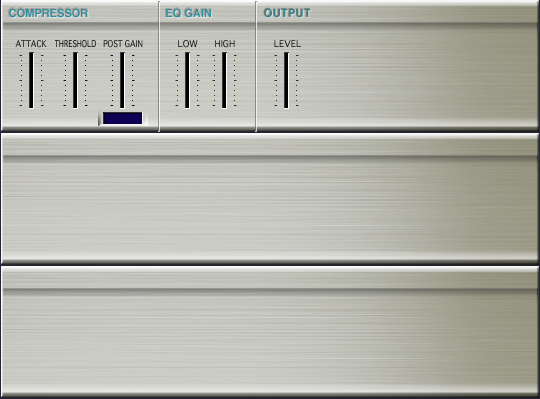 COMPRESSOR EQ GAIN OUTPUT
ATTACK THRESHOLD POST GAIN LOW HIGH LEVEL